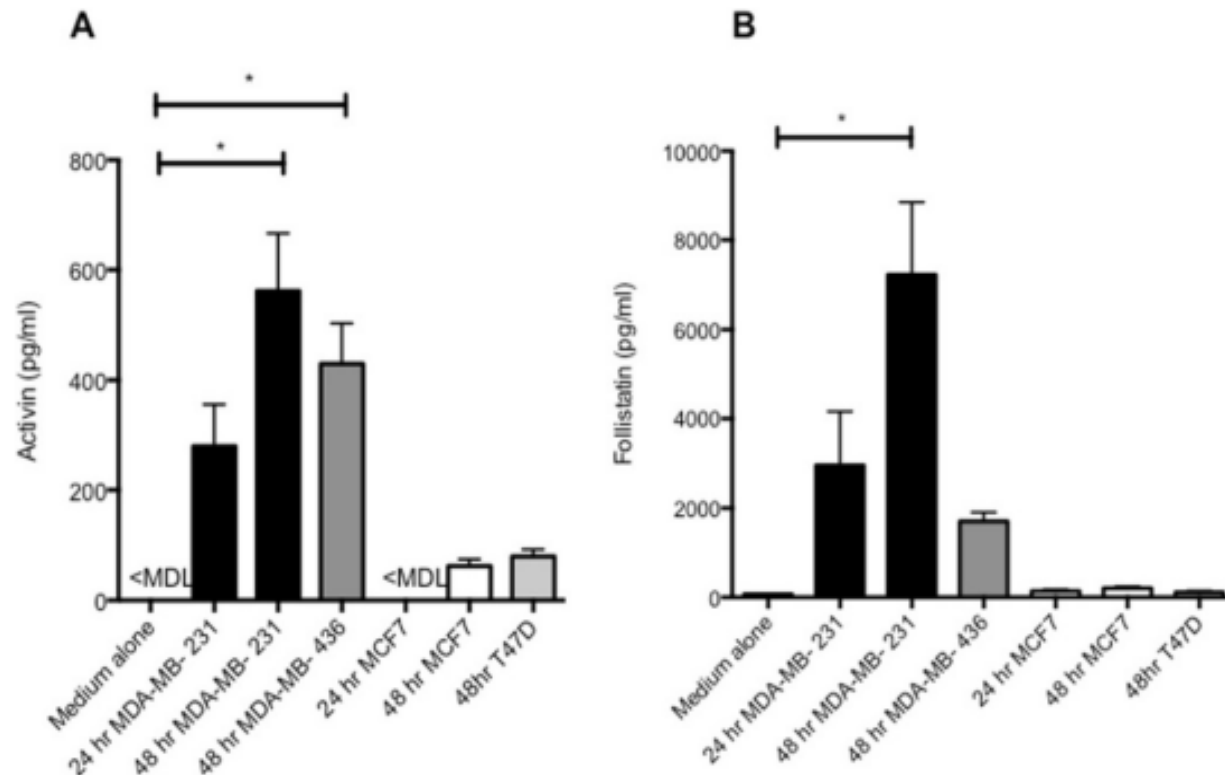 A
*
*
800
600
400
200
0
Activin (pg/ml)
<MDL
<MDL
Medium alone
24 hr MDA-MB- 231
48 hr MDA-MB- 231
48 hr MDA-MB- 436
24 hr MCF7
48 hr MCF7
48hr T47D
B
*
10000
8000
6000
4000
2000
0
Follistatin (pg/ml)
Medium alone
24 hr MDA-MB- 231
48 hr MDA-MB- 231
48 hr MDA-MB- 436
24 hr MCF7
48 hr MCF7
48hr T47D